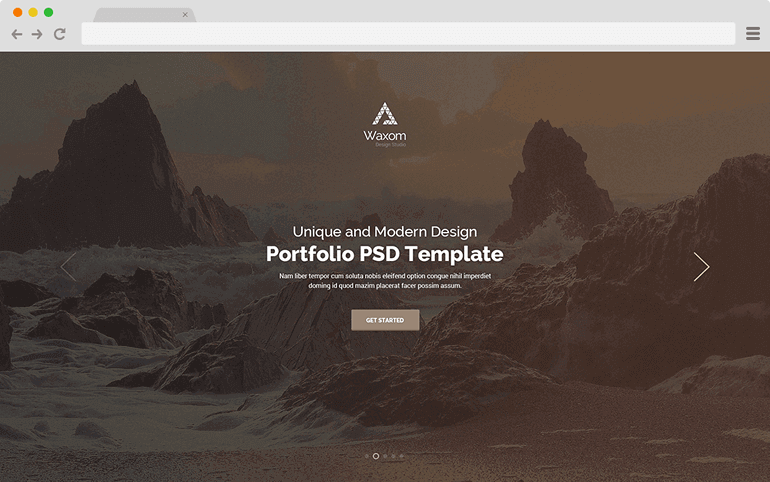 Waxom
Design Studio
Unique and Modern Design
Portfolio PSD Template
Nam liber tempor cum soluta nobis eleifend option congue nihil imperdiet
doming id quod mazim placerat facer possim assum.
GET STARTED